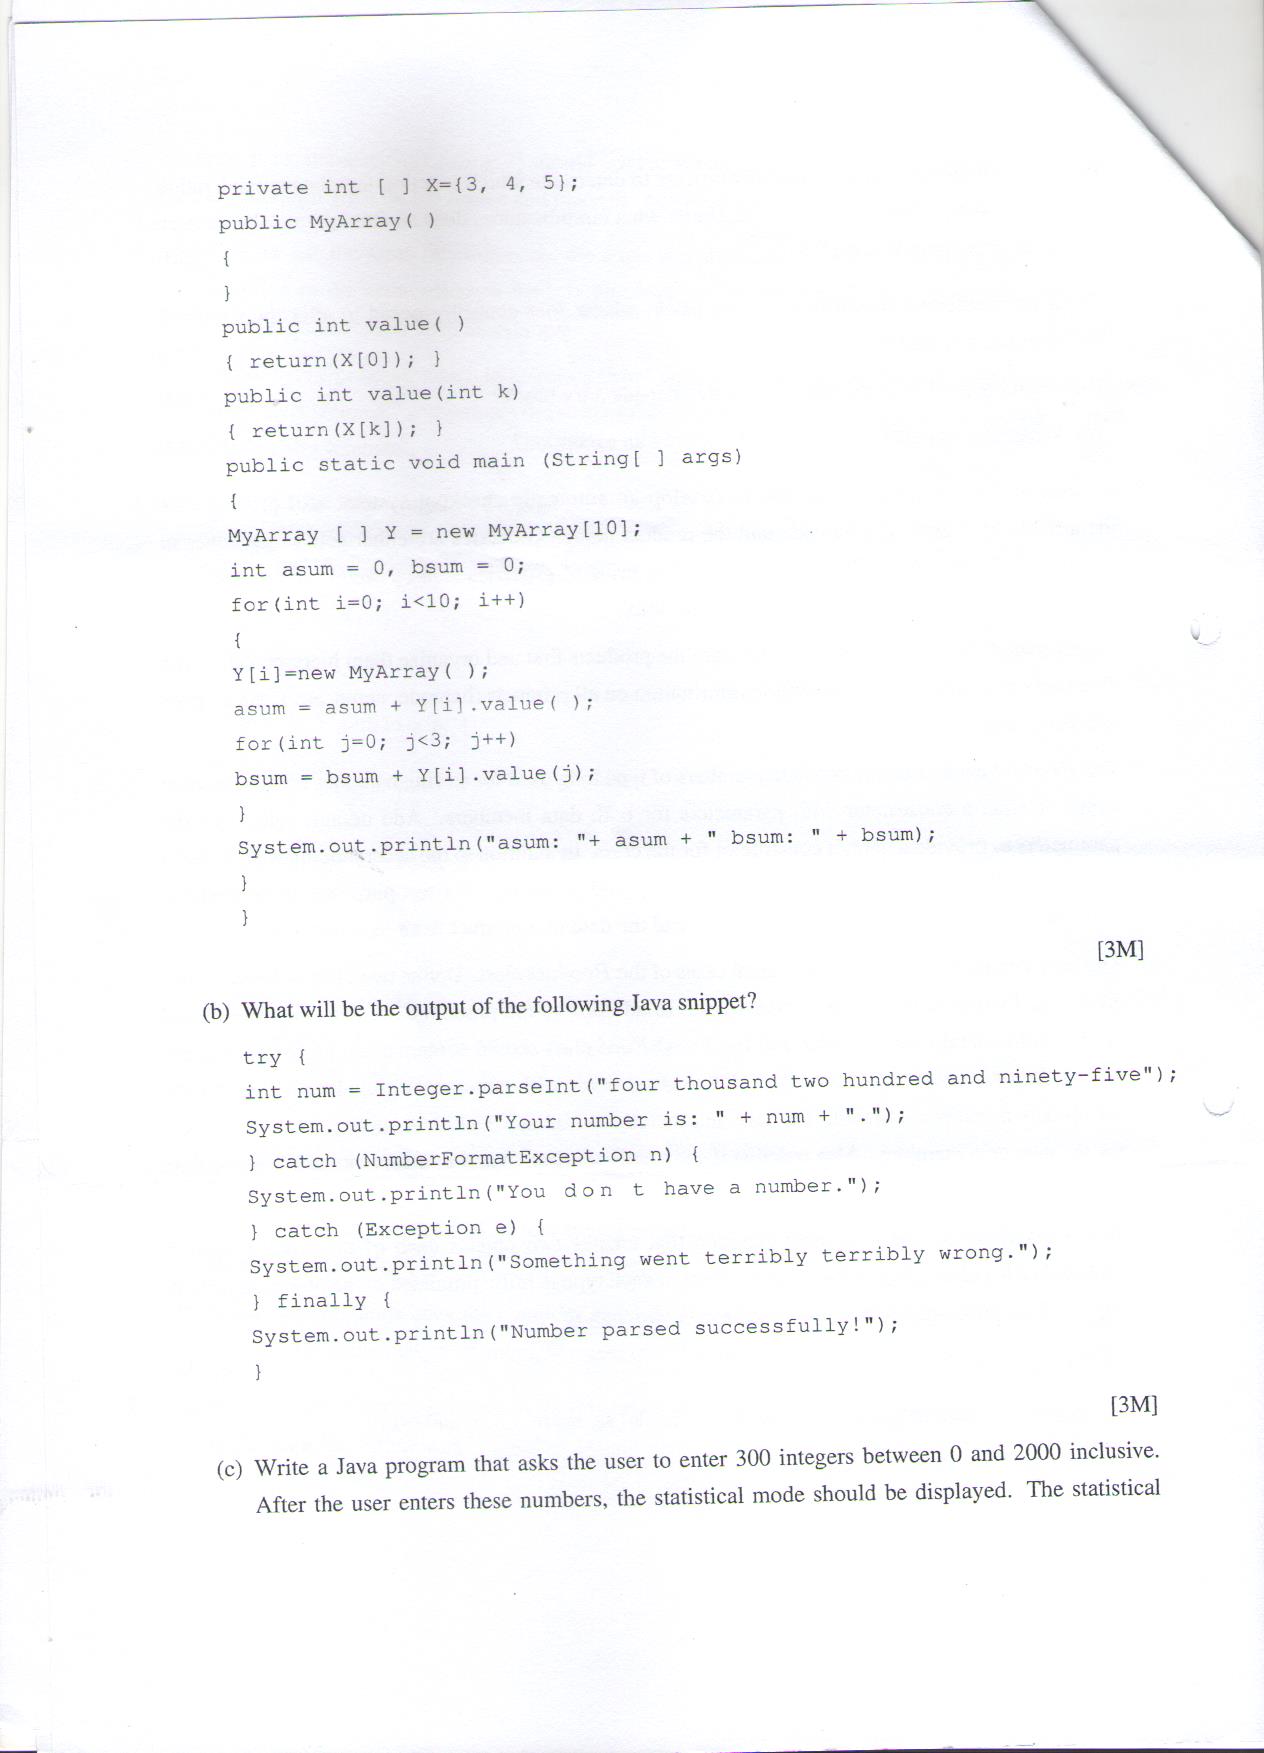 private int [ ] X={3, 4, 5};
public MyArray( )
{
}
public int value( )
{ return(X[0]); }
public int value(int k)
{ return(X[k]); }
public static void main (String[ ] args)
{
MyArray [ ] Y = new MyArray[10];
int asum = 0, bsum = 0;
for(int i=0; i<10; i++)
{
Y[i]=new MyArray( );
asum = asum + Y[i].value( );
for(int j=0; j<3; j++)
bsum = bsum + Y[i].value(j);
}
System.out.println("asum: "+ asum + " bsum: " + bsum);
}
}
[3M]
(b) What will be the output of the following Java snippet?
try {
int num = Integer.parseInt("four thousand two hundred and ninety-five");
System.out.println("Your number is: " + num + ".");
} catch (NumberFormatException n) {
System.out.println("You don t have a number.");
} catch (Exception e) {
System.out.println("Something went terribly terribly wrong.");
} finally {
System.out.println("Number parsed successfully!");
}
[3M]
(c) Write a Java program that asks the user to enter 300 integers between 0 and 2000 inclusive.
After the user enters these numbers, the statistical mode should be displayed. The statistical